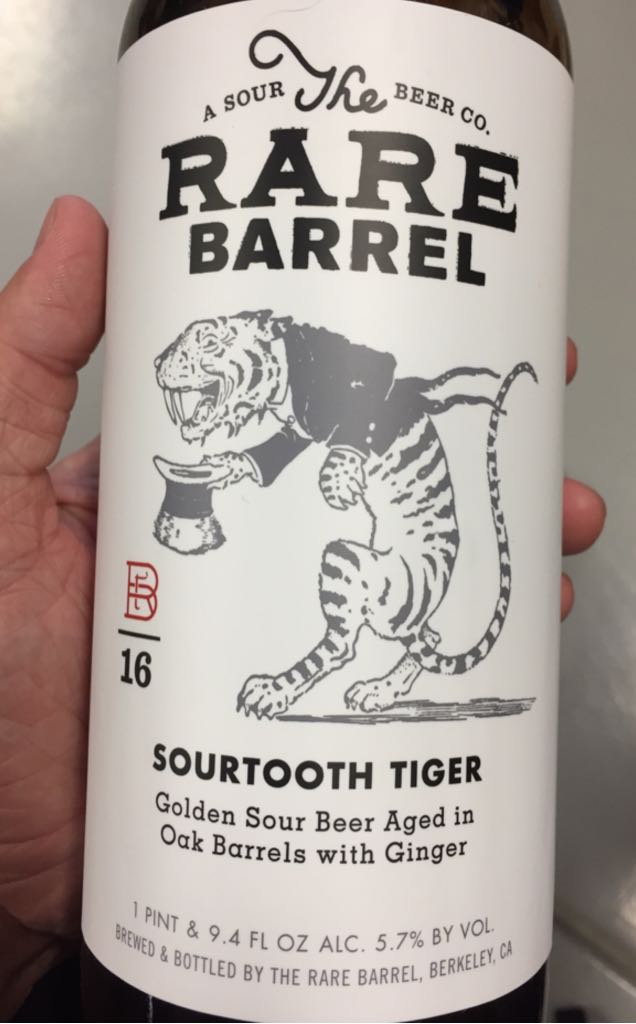 A SOUR The BEER CO.
RARE
BARREL
RB
16
SOURTOOTH TIGER
Golden Sour Beer Aged in
Oak Barrels with Ginger
1 PINT & 9.4 FL OZ ALC. 5.7% BY VOL.
BREWED & BOTTLED BY THE RARE BARREL, BERKELEY, CA